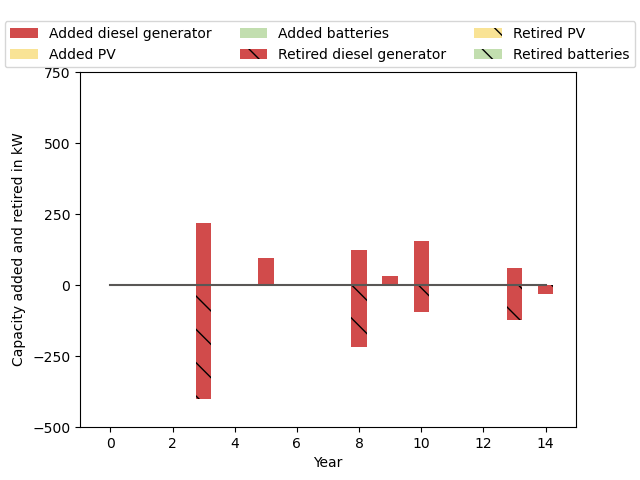 Added diesel generator
Added PV
Added batteries
Retired diesel generator
Retired PV
Retired batteries
750
500
250
0
−250
−500
Capacity added and retired in kW
0 2 4 6 8 10 12 14
Year